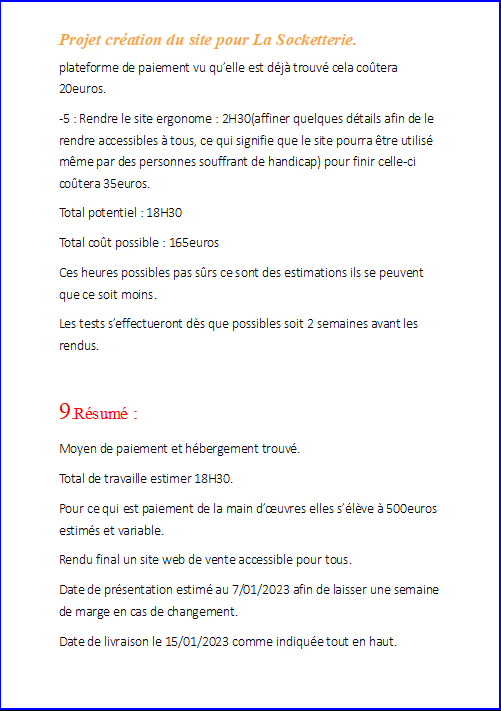 Projet création du site pour La Socketterie.
plateforme de paiement vu qu’elle est déjà trouvé cela coûtera
20euros.
-5 : Rendre le site ergonome : 2H30(affiner quelques détails afin de le
rendre accessibles à tous, ce qui signifie que le site pourra être utilisé
même par des personnes souffrant de handicap) pour finir celle-ci
coûtera 35euros.
Total potentiel : 18H30
Total coût possible : 165euros
Ces heures possibles pas sûrs ce sont des estimations ils se peuvent
que ce soit moins.
Les tests s’effectueront dès que possibles soit 2 semaines avant les
rendus.
9.Résumé :
Moyen de paiement et hébergement trouvé.
Total de travaille estimer 18H30.
Pour ce qui est paiement de la main d’œuvres elles s’élève à 500euros
estimés et variable.
Rendu final un site web de vente accessible pour tous.
Date de présentation estimé au 7/01/2023 afin de laisser une semaine
de marge en cas de changement.
Date de livraison le 15/01/2023 comme indiquée tout en haut.